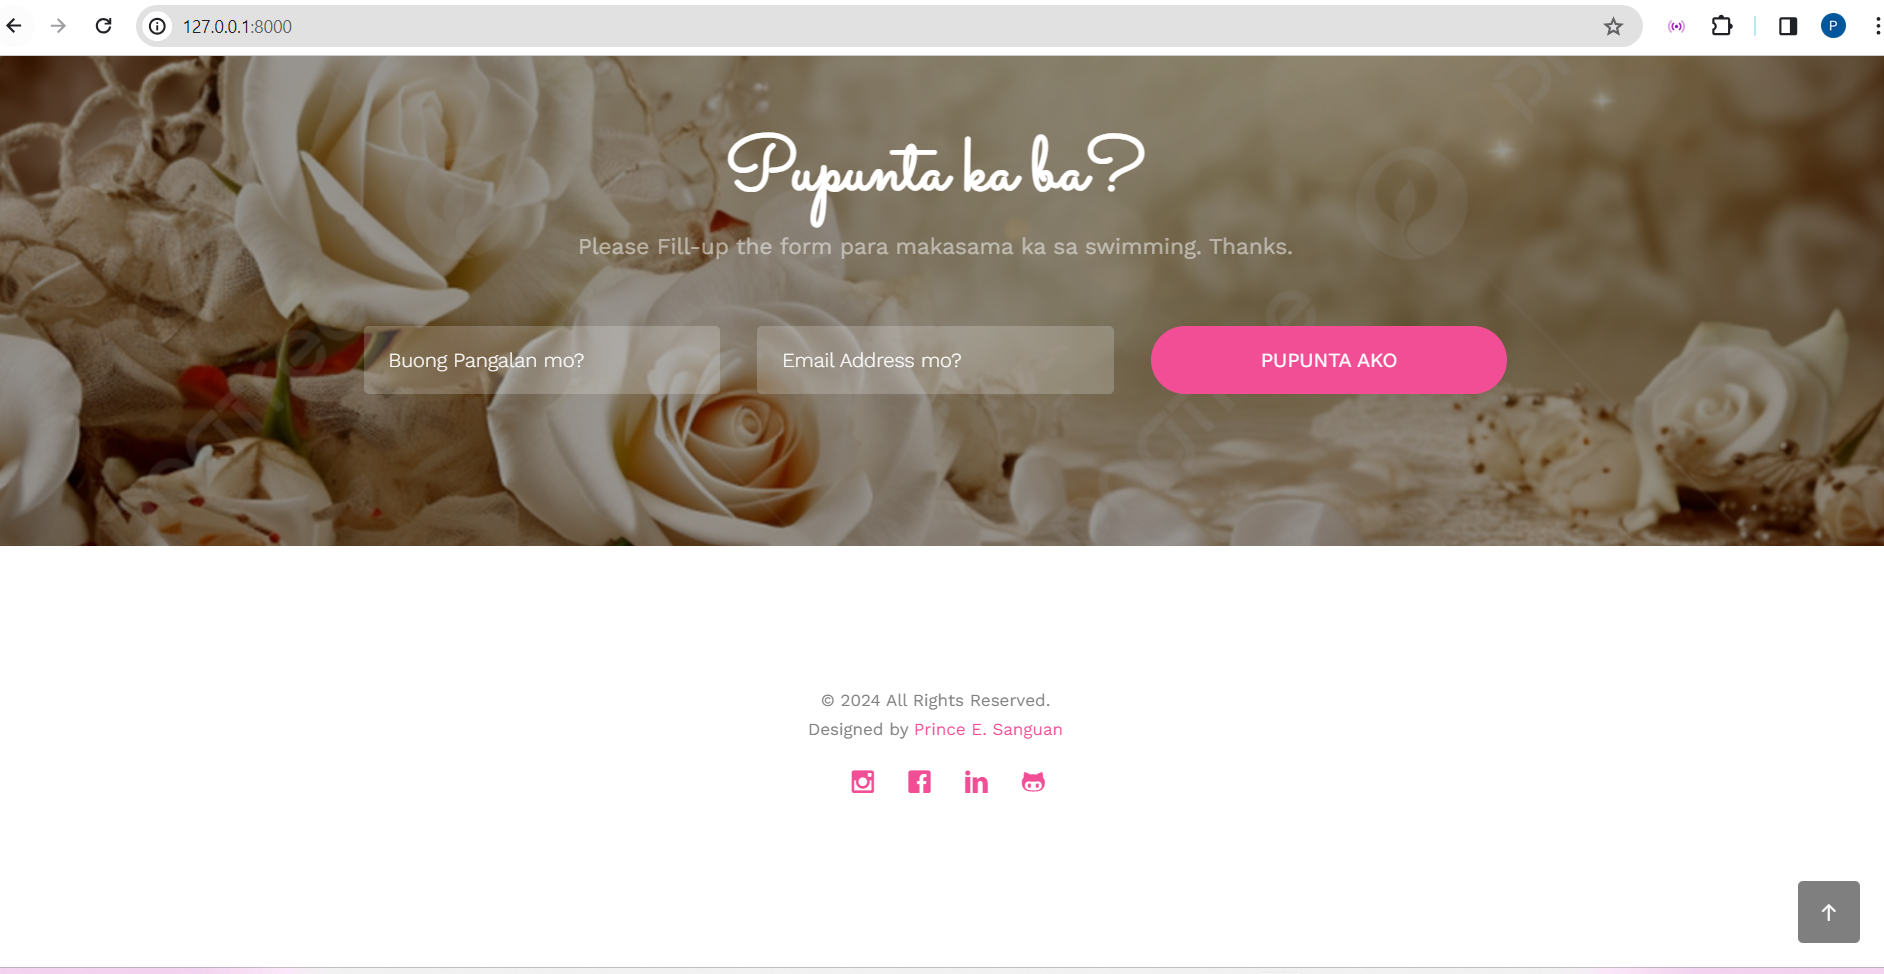 127.0.0.1:8000
P
Pupunta ka ba?
Please Fill-up the form para makasama ka sa swimming. Thanks.
Buong Pangalan mo?
Email Address mo?
PUPUNTA AKO
© 2024 All Rights Reserved.
Designed by Prince E. Sanguan